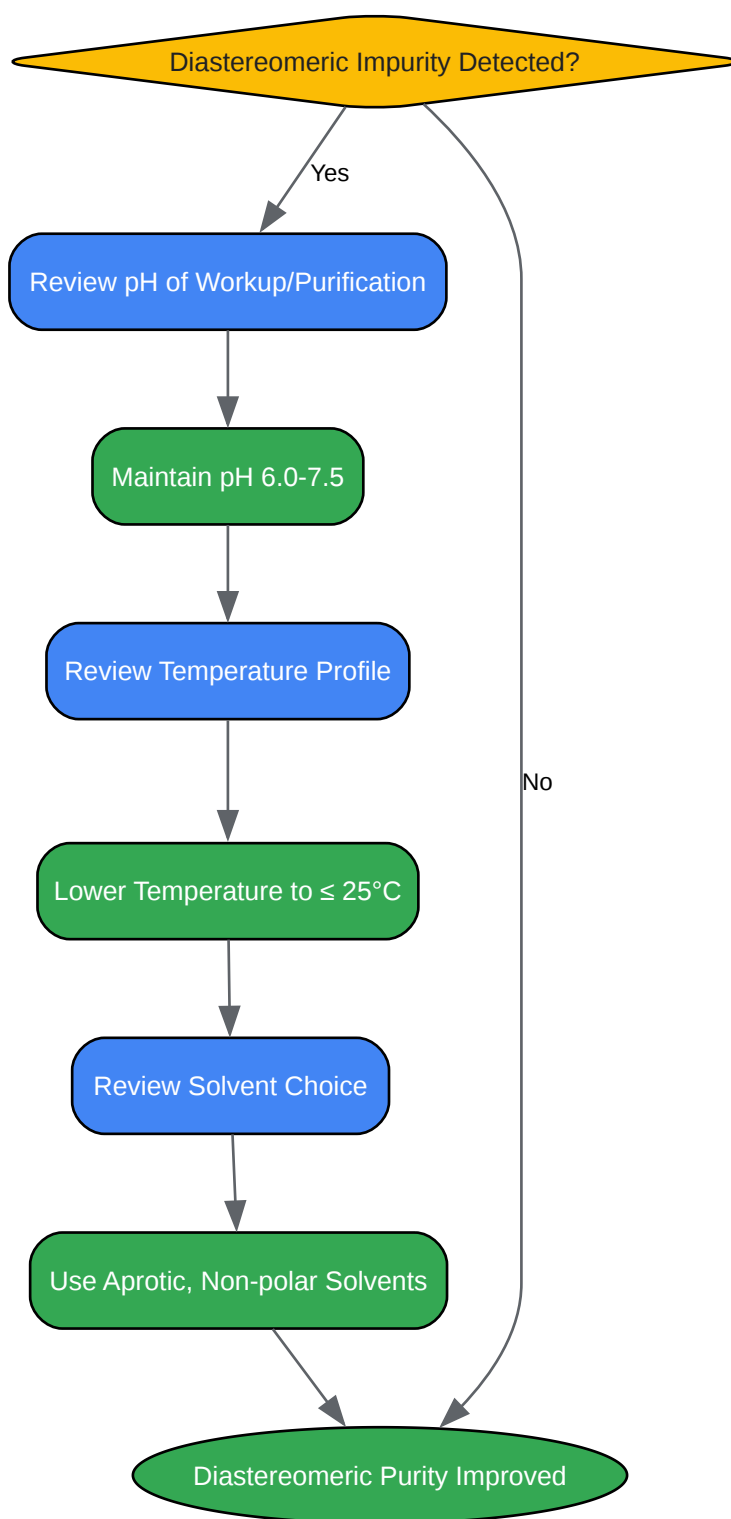 Diastereomeric Impurity Detected?
Yes
Review pH of Workup/Purification
Maintain pH 6.0-7.5
Review Temperature Profile
No
Lower Temperature to ≤ 25°C
Review Solvent Choice
Use Aprotic, Non-polar Solvents
Diastereomeric Purity Improved